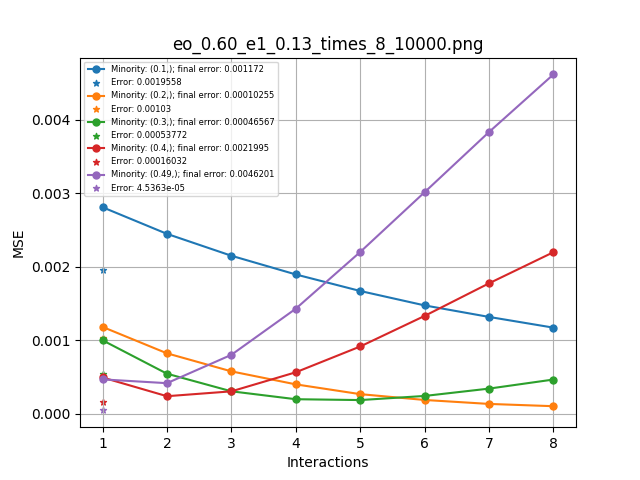 eo_0.60_e1_0.13_times_8_10000.png
Minority: (0.1,); final error: 0.001172
Error: 0.0019558
Minority: (0.2,); final error: 0.00010255
Error: 0.00103
Minority: (0.3,); final error: 0.00046567
Error: 0.00053772
Minority: (0.4,); final error: 0.0021995
Error: 0.00016032
Minority: (0.49,); final error: 0.0046201
Error: 4.5363e-05
0.004
0.003
0.002
0.001
0.000
MSE
1 2 3 4 5 6 7 8
Interactions